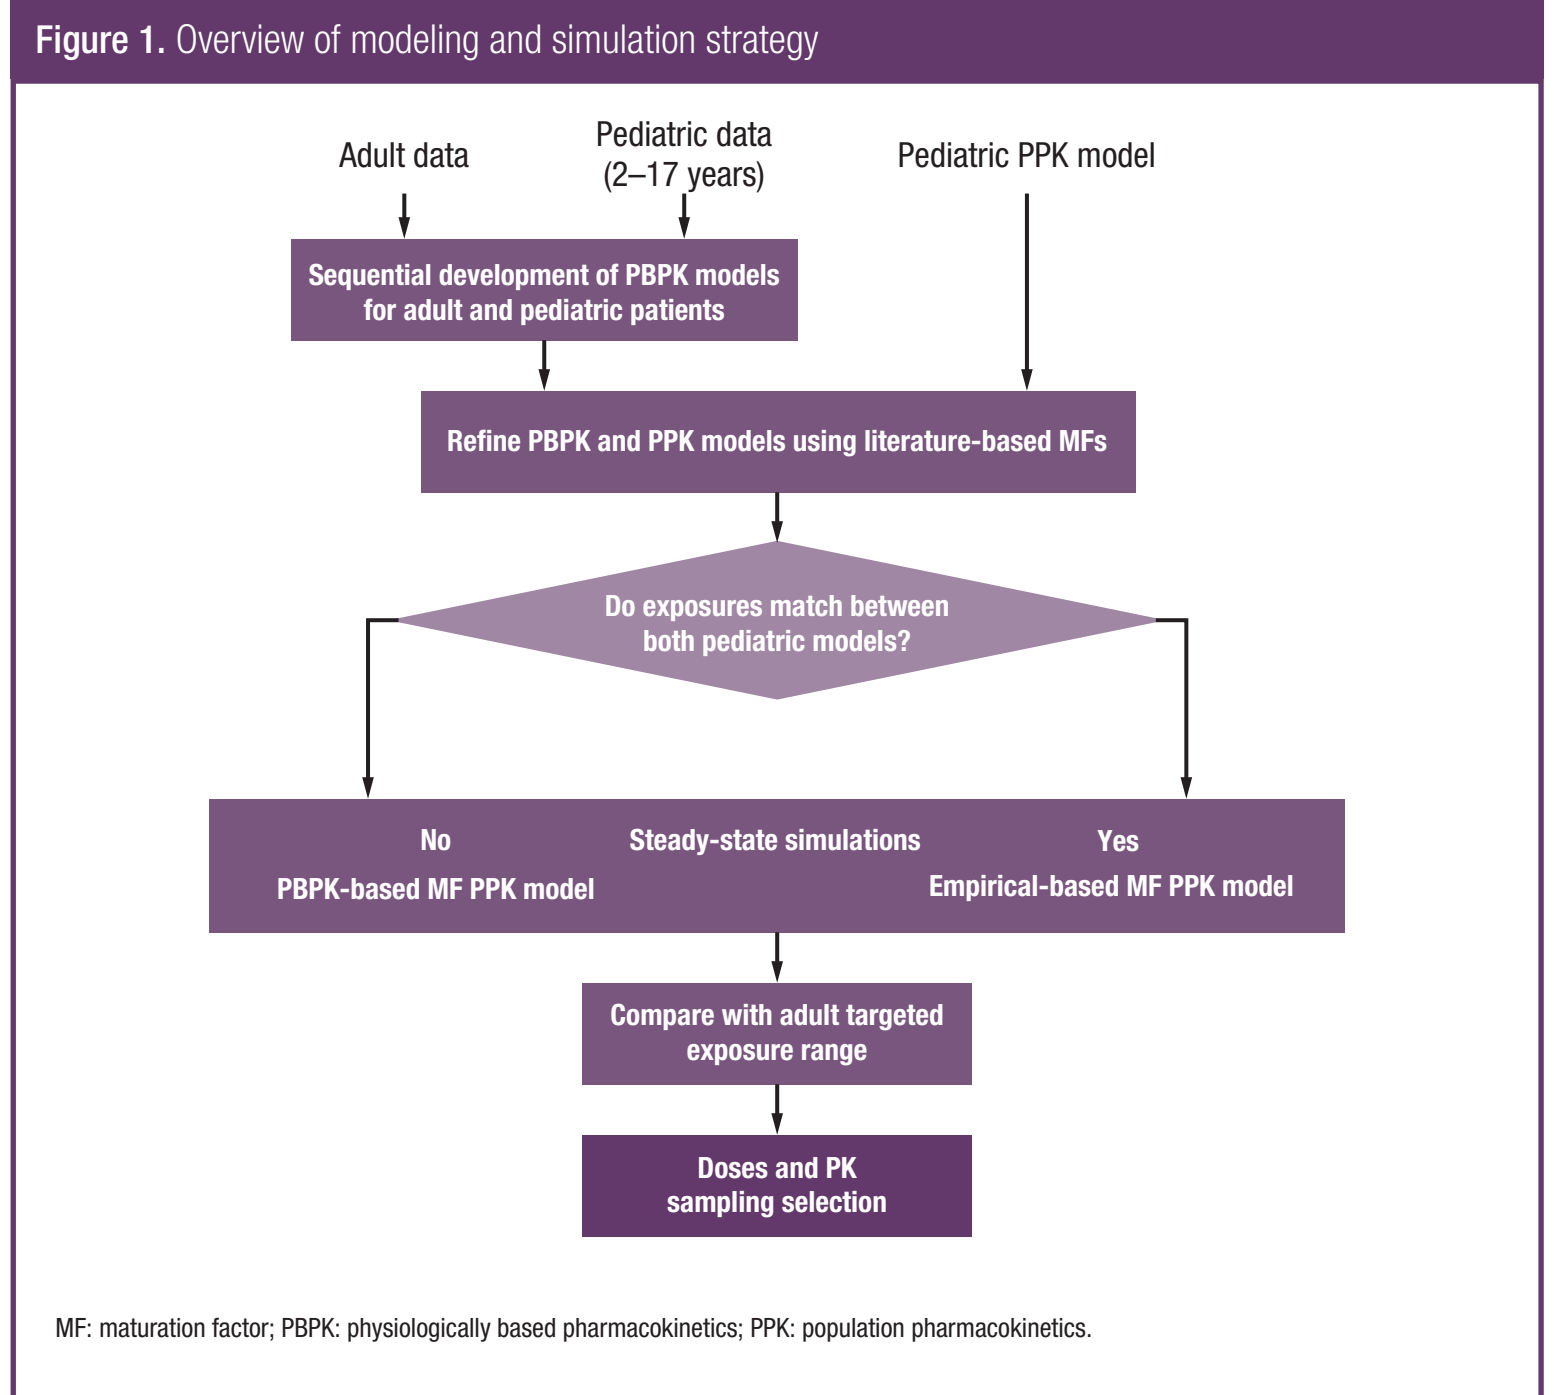 Figure 1. Overview of modeling and simulation strategy
Adult data
Pediatric data
(2–17 years)
Pediatric PPK model
Sequential development of PBPK models
for adult and pediatric patients
Refine PBPK and PPK models using literature-based MFs
Do exposures match between
both pediatric models?
No
PBPK-based MF PPK model
Steady-state simulations
Yes
Empirical-based MF PPK model
Compare with adult targeted
exposure range
Doses and PK
sampling selection
MF: maturation factor; PBPK: physiologically based pharmacokinetics; PPK: population pharmacokinetics.